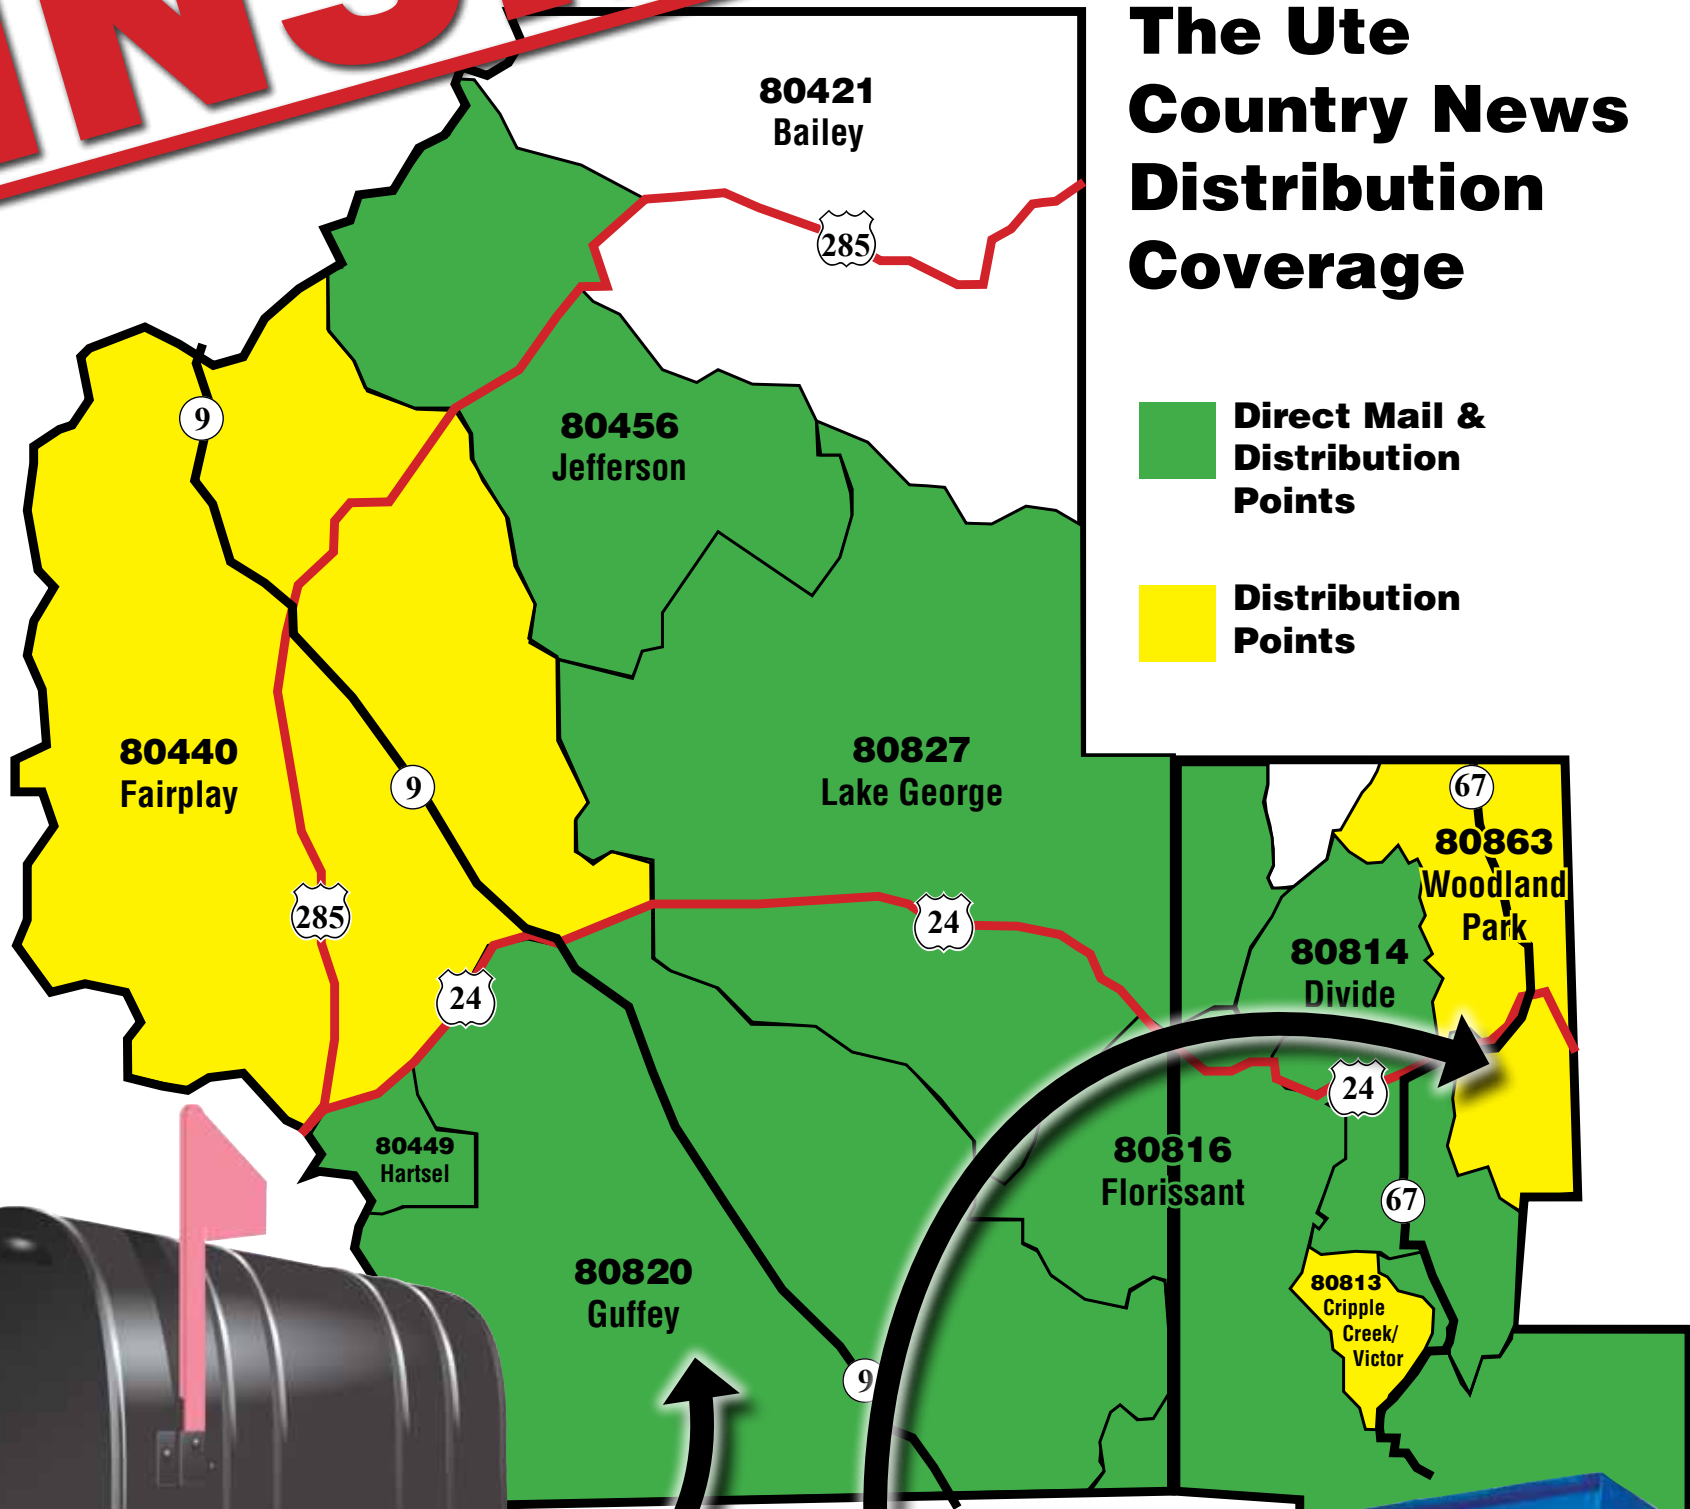 The Ute
Country News
Distribution
Coverage
Direct Mail &
Distribution
Points
Distribution
Points
80421
Bailey
285
9
80456
Jefferson
80440
Fairplay
9
80827
Lake George
67
80863
Woodland
Park
285
24
24
80814
Divide
24
80449
Hartsel
80816
Florissant
67
80820
Guffey
80813
Cripple
Creek/
Victor
9